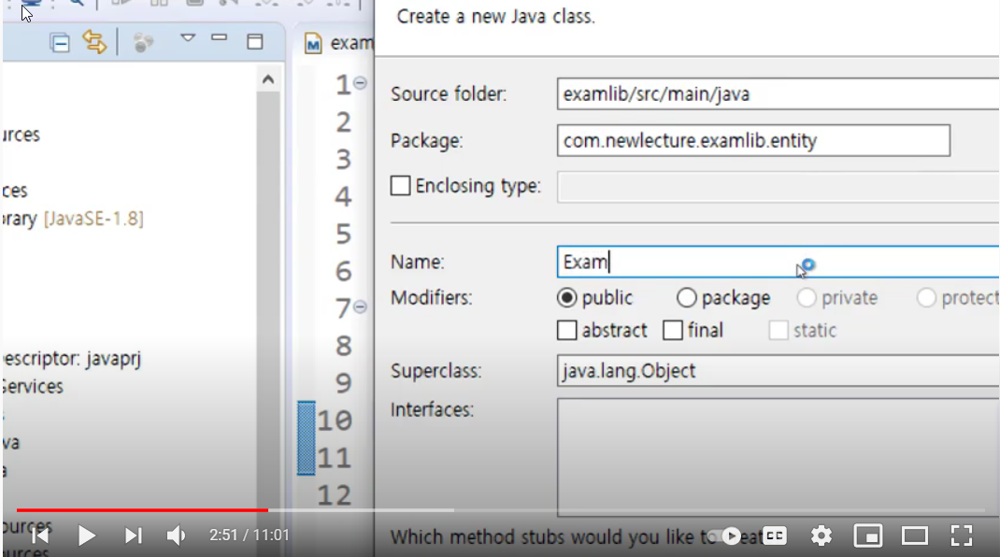 Create a new Java class.
exam
Source folder: examlib/src/main/java
Package: com.newlecture.examlib.entity
Enclosing type:
Name: Exam
Modifiers: public package private protect
abstract final static
Superclass: java.lang.Object
Interfaces:
Which method stubs would you like to
urces
ces
rary [JavaSE-1.8]
escriptor: javaprj
Services
va
a
ources
ources
1
2
3
4
5
6
7
8
9
10
11
12
2:51 / 11:01
CC